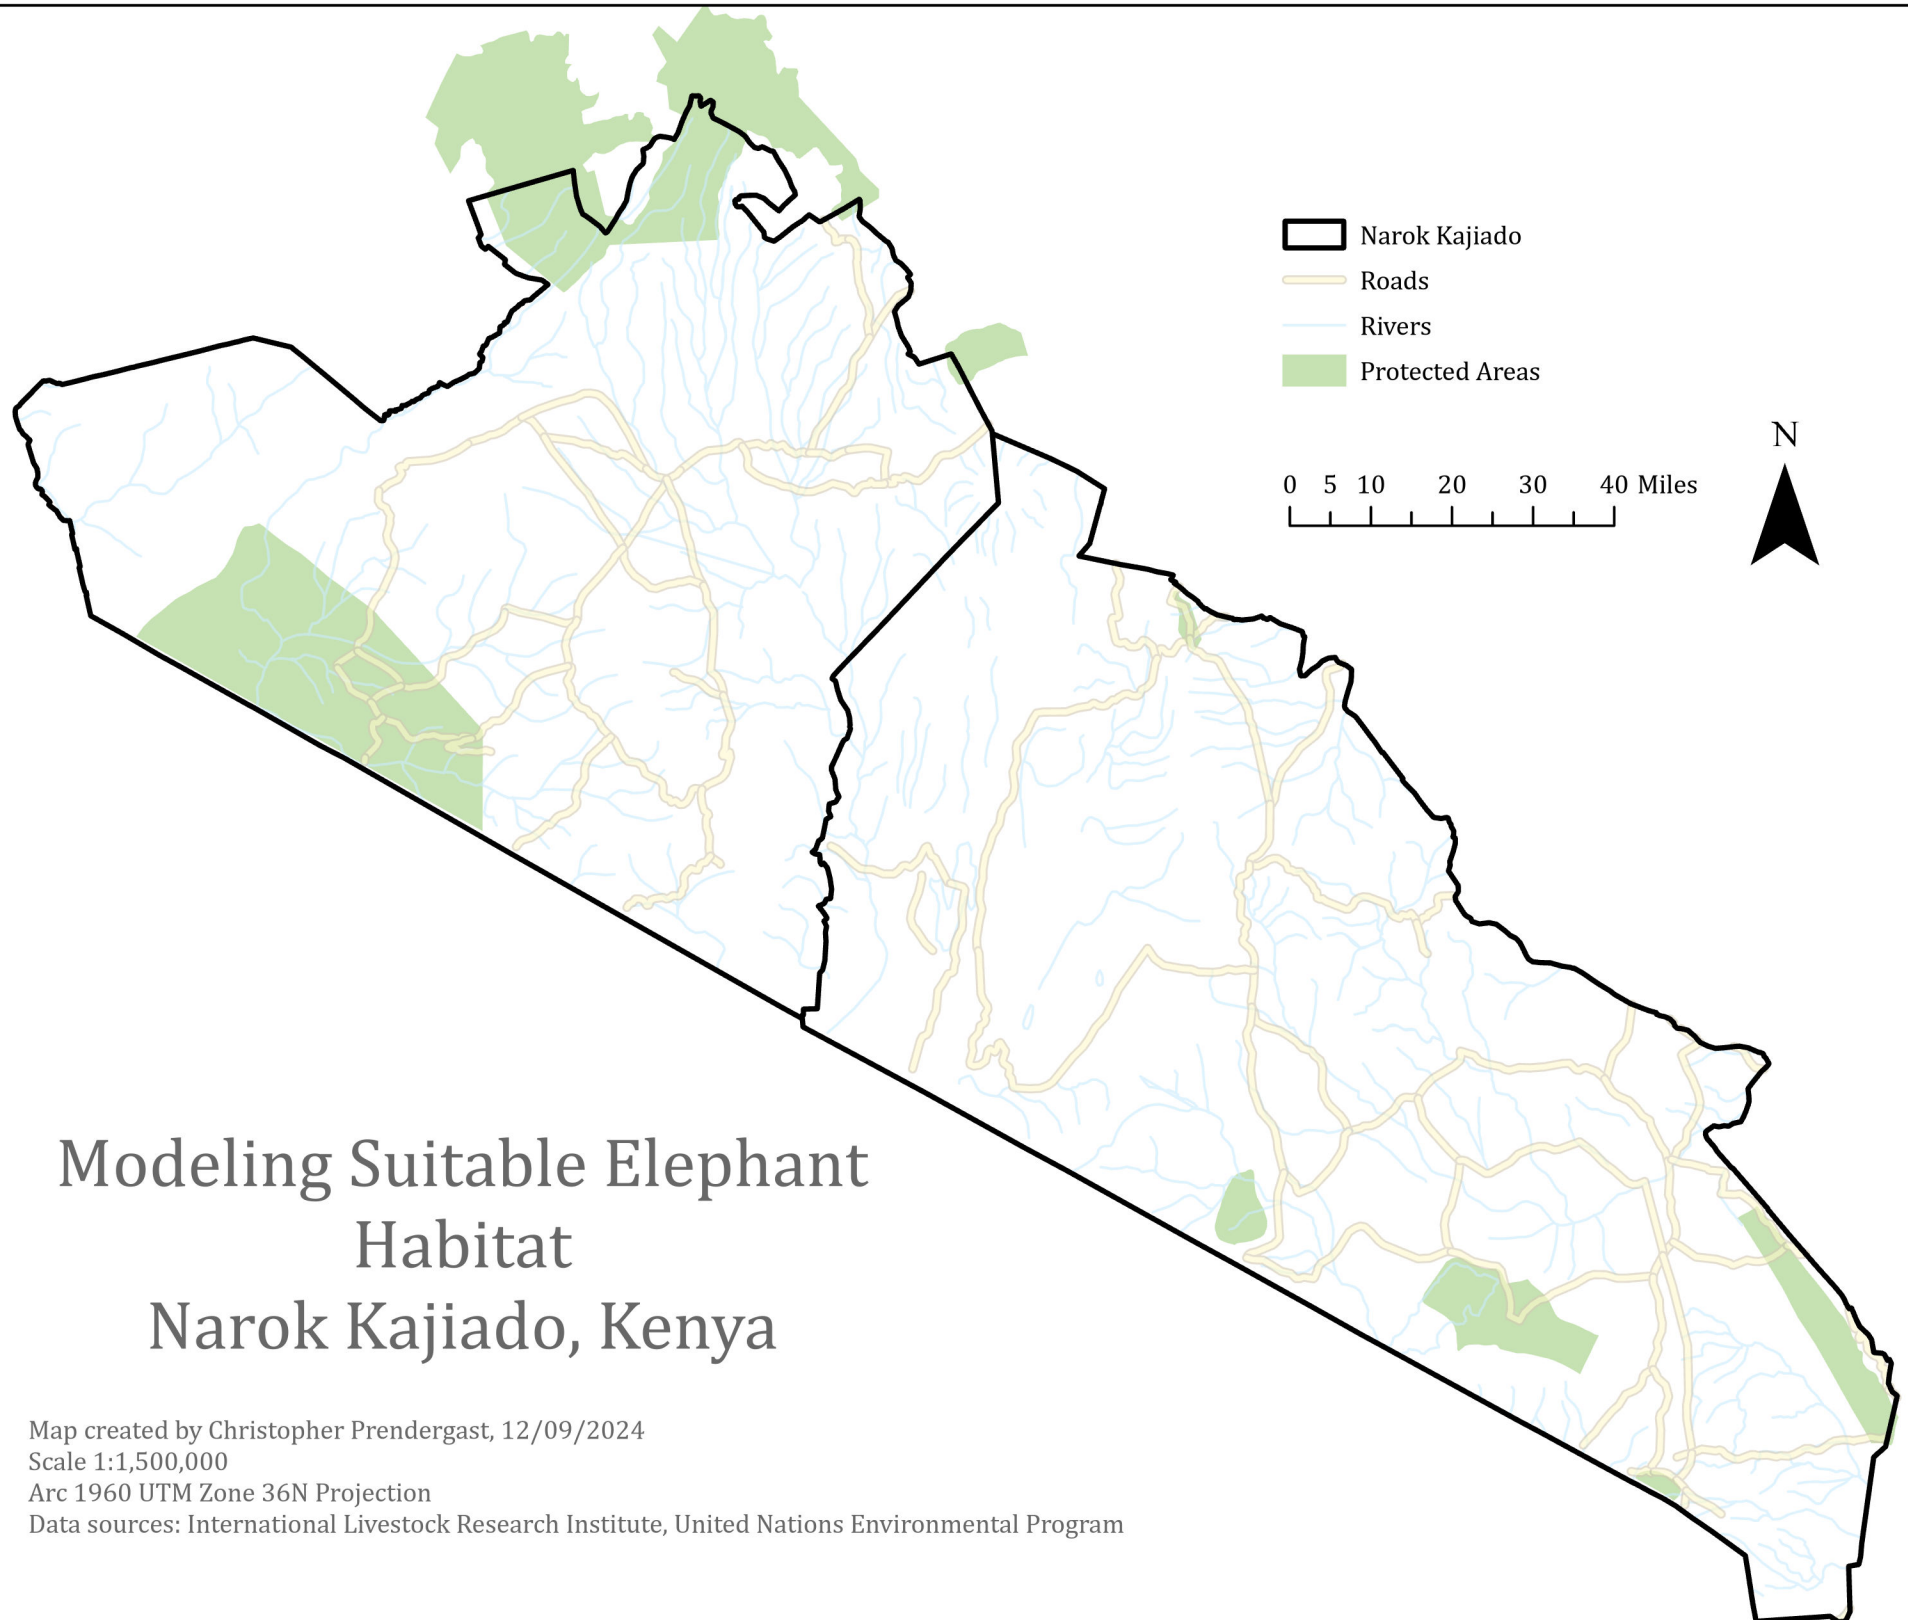 Narok Kajiado
Roads
Rivers
Protected Areas
N
0 5 10 20 30 40 Miles
Modeling Suitable Elephant
Habitat
Narok Kajiado, Kenya
Map created by Christopher Prendergast, 12/09/2024
Scale 1:1,500,000
Arc 1960 UTM Zone 36N Projection
Data sources: International Livestock Research Institute, United Nations Environmental Program